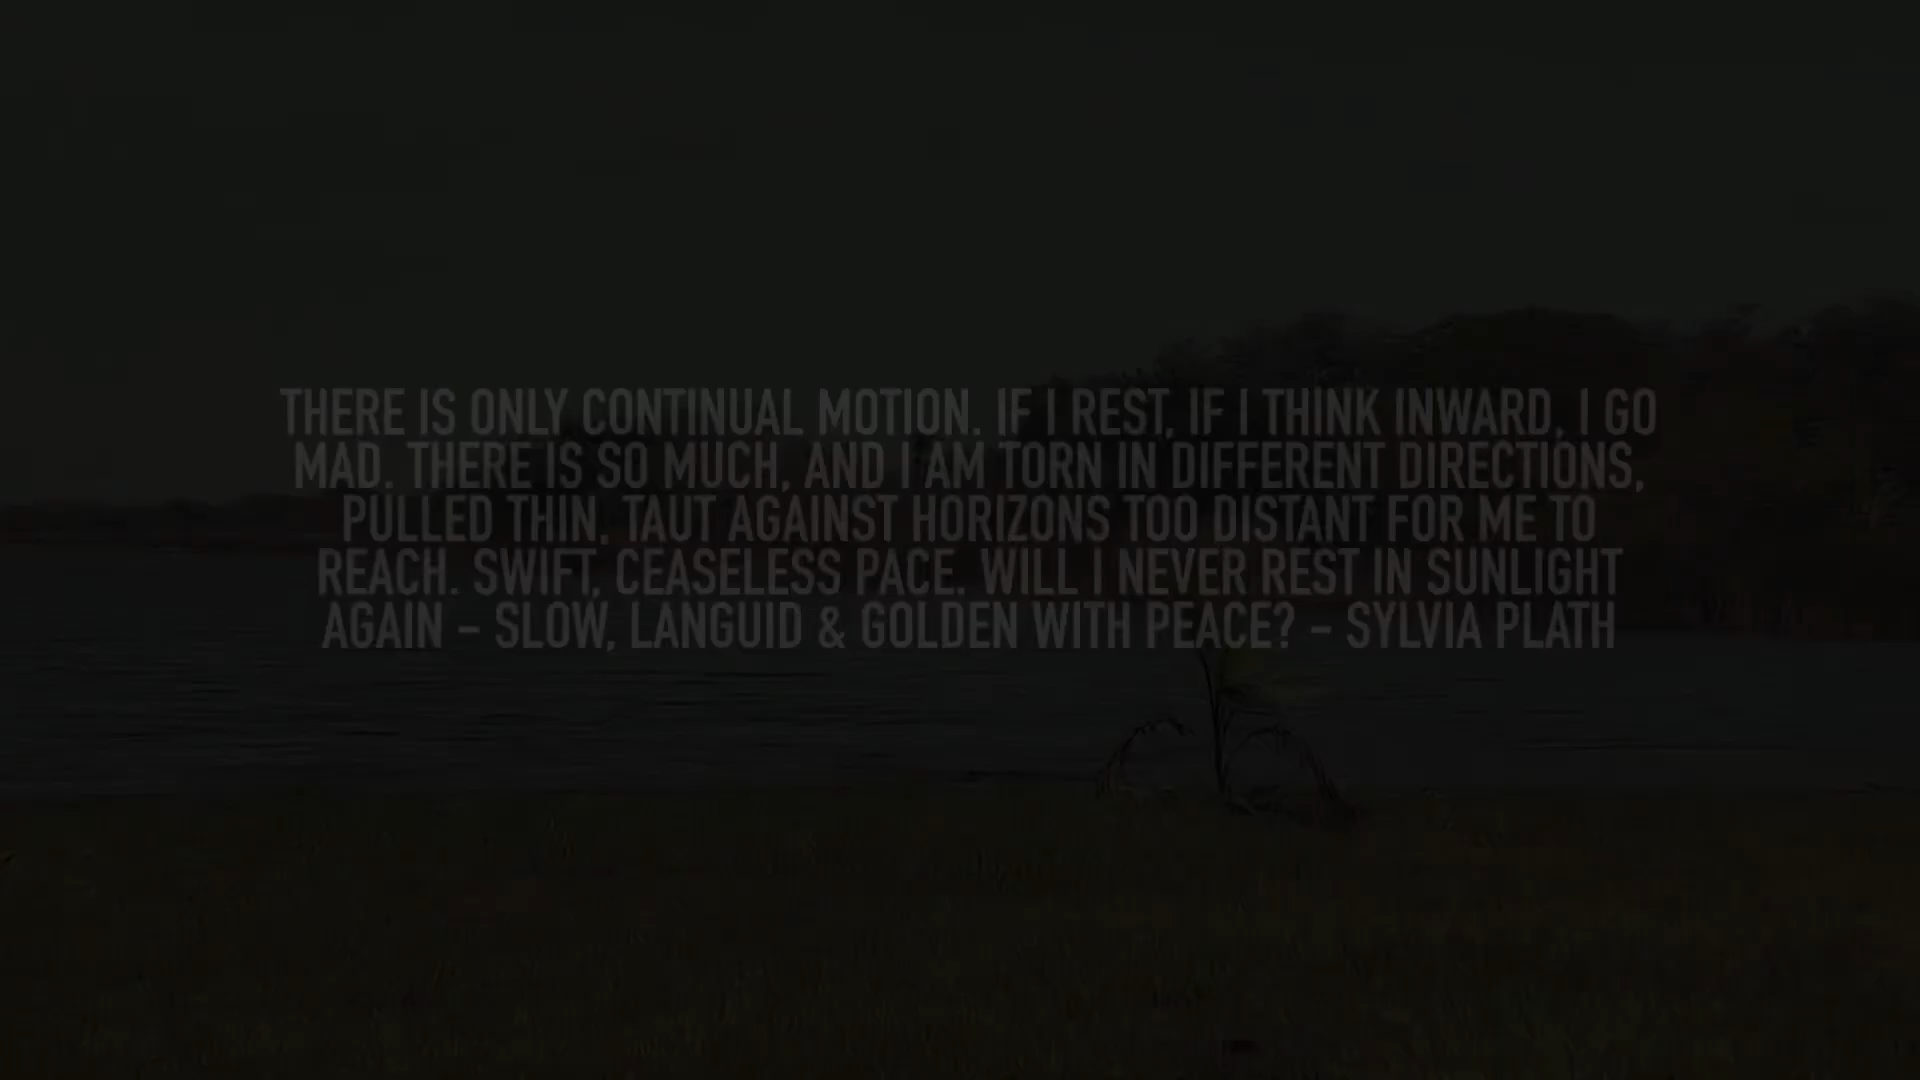 THERE IS ONLY CONTINUAL MOTION. IF I REST, IF I THINK INWARD, I GO
MAD. THERE IS SO MUCH, AND I AM TORN IN DIFFERENT DIRECTIONS,
PULLED THIN, TAUT AGAINST HORIZONS TOO DISTANT FOR ME TO
REACH. SWIFT, CEASELESS PACE. WILL I NEVER REST IN SUNLIGHT
AGAIN – SLOW, LANGUID & GOLDEN WITH PEACE? – SYLVIA PLATH